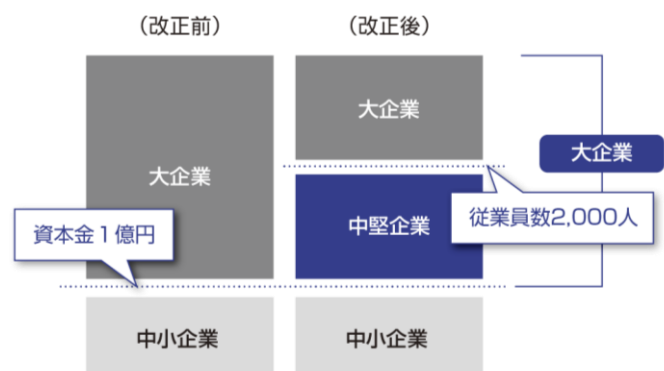 （改正前）
（改正後）
大企業
大企業
大企業
中堅企業
従業員数2,000人
資本金１億円
中小企業
中小企業